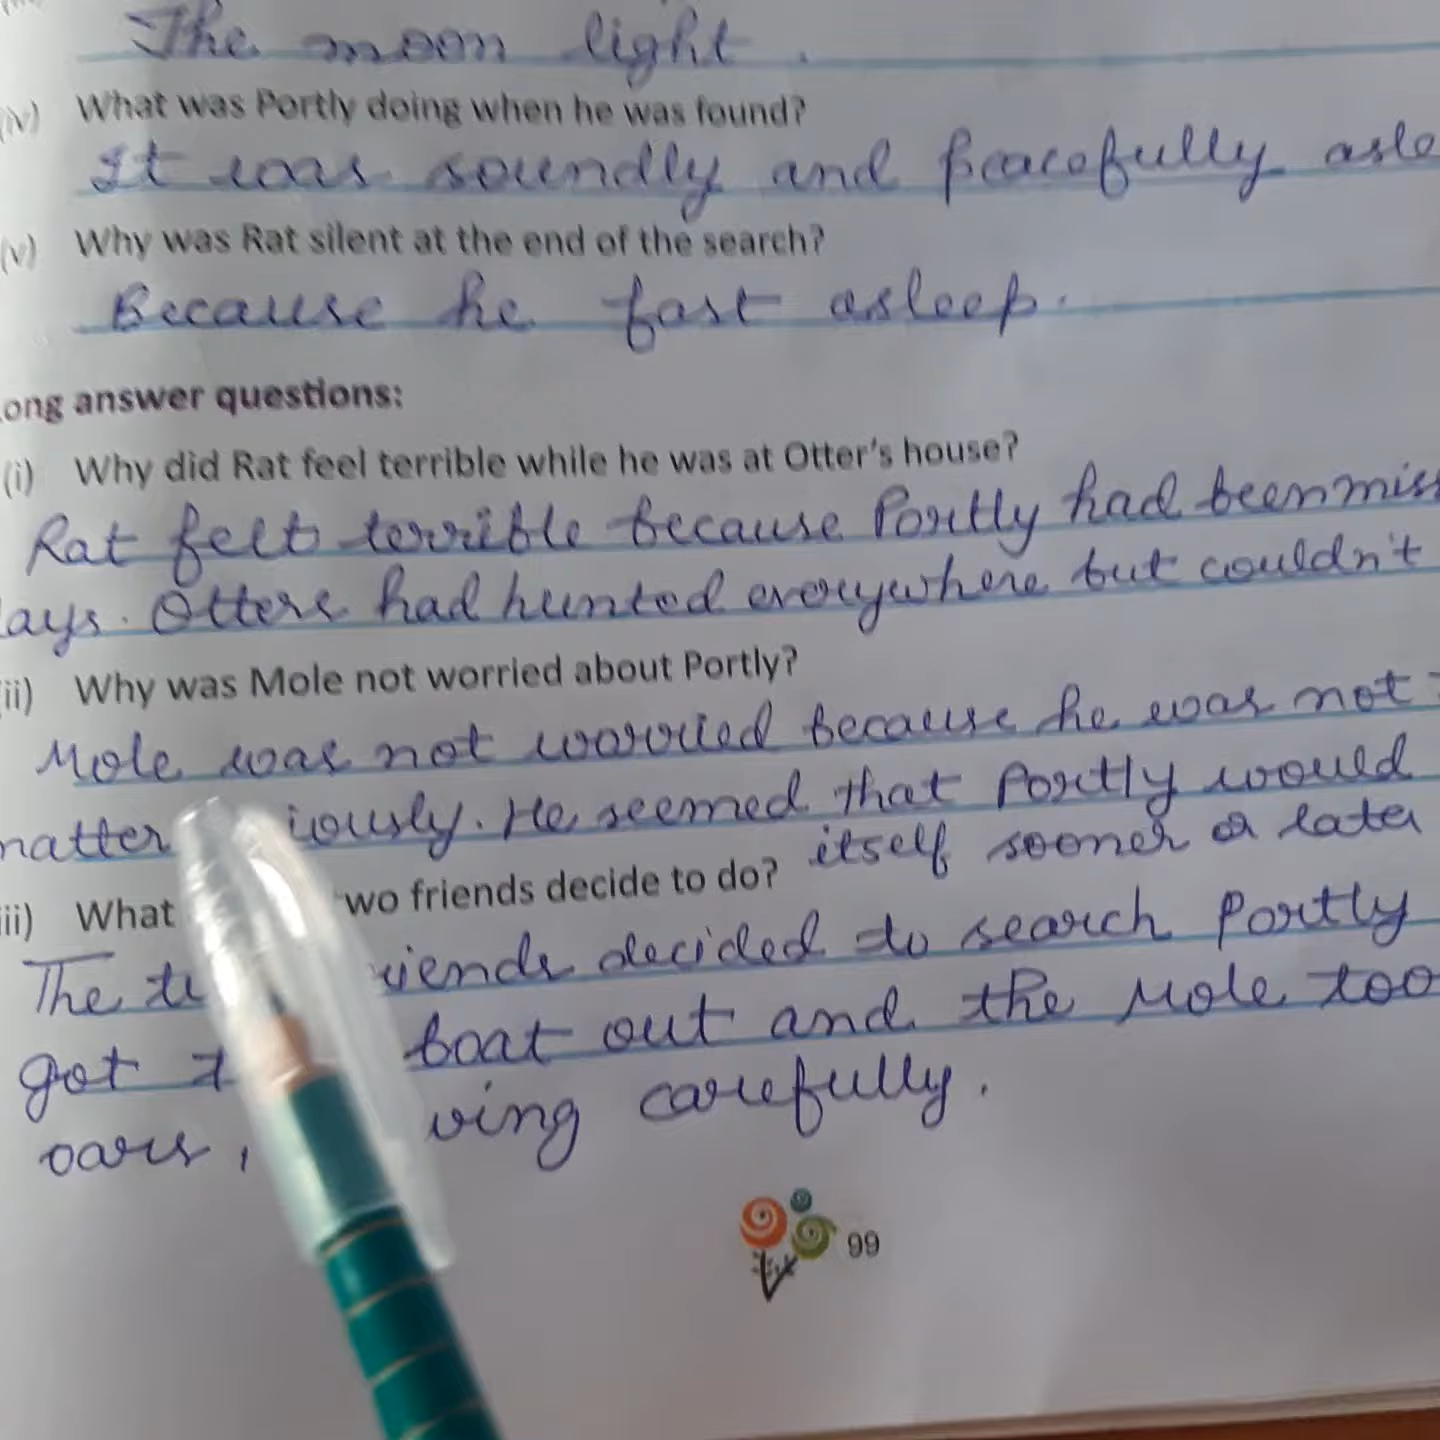 The moon light.
(iv) What was Portly doing when he was found?
It was soundly and peacefully
(v) Why was Rat silent at the end of the search?
Because he fast asleep.
ong answer questions:
(i) Why did Rat feel terrible while he was at Otter's house?
Rat felt terrible because Portly had been
ays. Otters had hunted everywhere but couldn't
ii) Why was Mole not worried about Portly?
Mole was not worried because he was not
matter iously. He seemed that Portly would
itself sooner or later
iii) What wo friends decide to do?
The friends decided to search Portly
got boat out and the Mole too
oars, ving carefully.
99